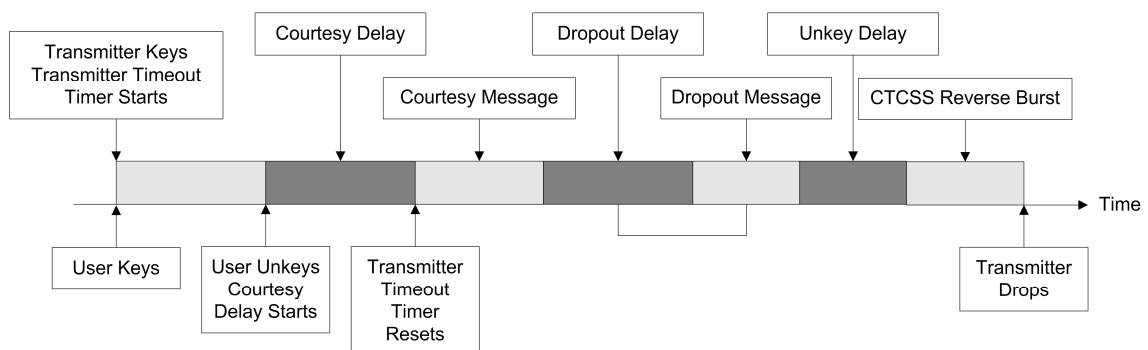 Transmitter Keys
Transmitter Timeout
Timer Starts
Courtesy Delay
Courtesy Message
Dropout Delay
Dropout Message
Unkey Delay
CTCSS Reverse Burst
Time
User Keys
User Unkeys
Courtesy
Delay Starts
Transmitter
Timeout
Timer
Resets
Transmitter
Drops